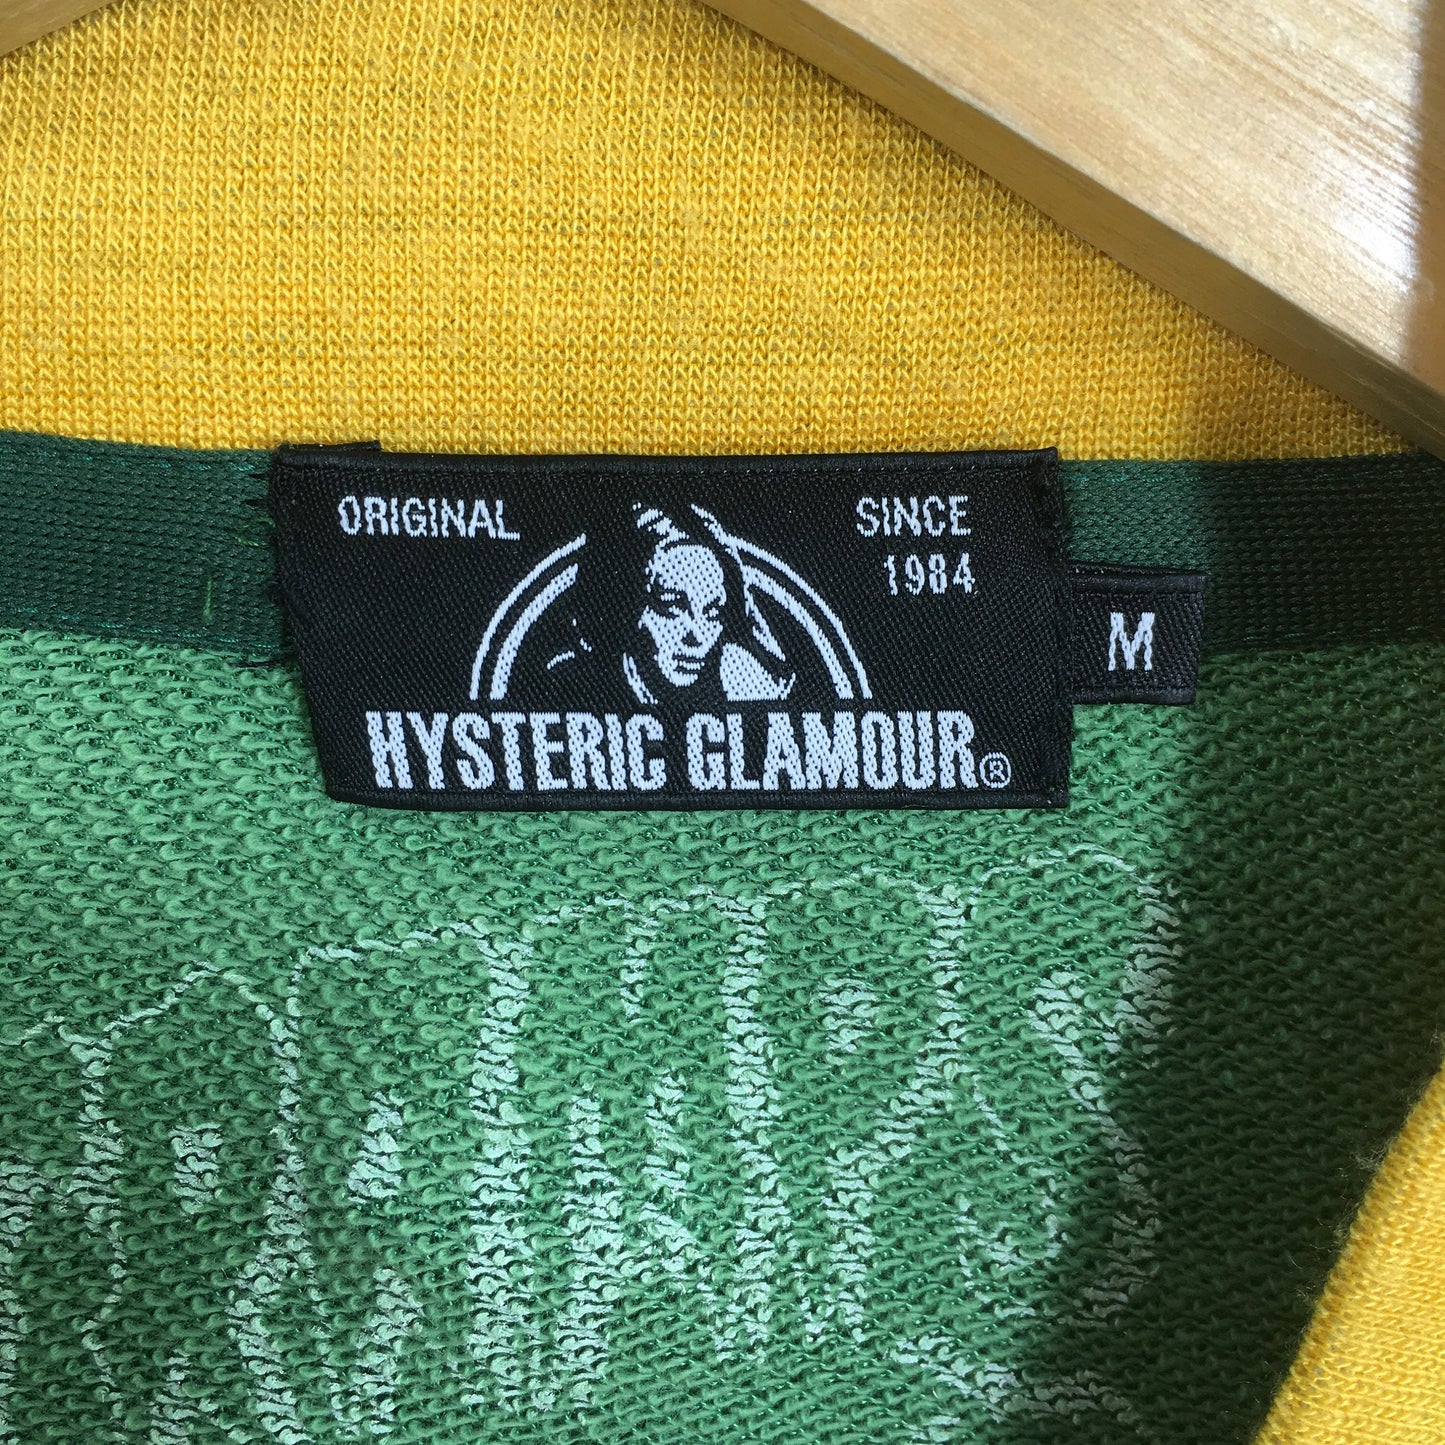 ORIGINAL
SINCE
1984
HYSTERIC GLAMOUR®
M